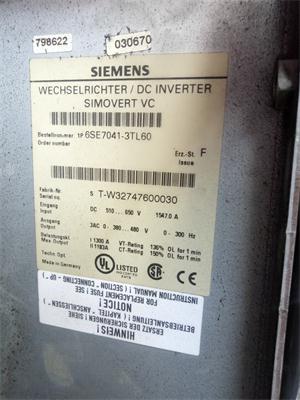 798622
030670
SIEMENS
WECHSELRICHTER / DC INVERTER
SIMOVERT VC
Bestellnummer: 1P 6SE7041-3TL60
Order number
Erz.-St. F
Issue
Fabrik-Nr S T-W32747600030
Eingang DC 510...650 V 1547.0 A
Input
Ausgang 3AC 0...380...480 V 0...300 Hz
Output
Belastungskl. I 1300 A VT-Rating 136% OL for 1 min
Max Output II 1183A CT-Rating 150% OL for 1 min
Techn. Opt.
UL
LISTED
Made in Germany
HINWEIS !
ERSATZ DER SICHERUNGEN SIEHE
BETRIEBSANLEITUNG ( KAPITEL " ANSCHLIESSEN " )
NOTICE !
FOR REPLACEMENT FUSE SEE
INSTRUCTION MANUAL ( SECTION " CONNECTING - UP " )